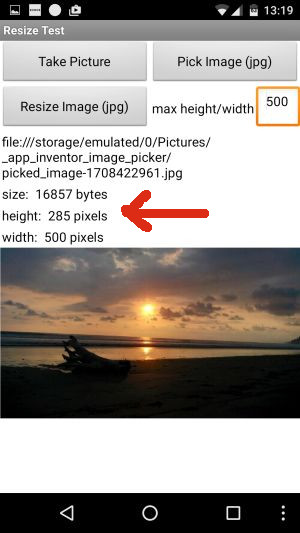 13:19
Resize Test
Take Picture Pick Image (jpg)
Resize Image (jpg) max height/width 500
file:///storage/emulated/0/Pictures/
_app_inventor_image_picker/
picked_image-1708422961.jpg
size: 16857 bytes
height: 285 pixels
width: 500 pixels